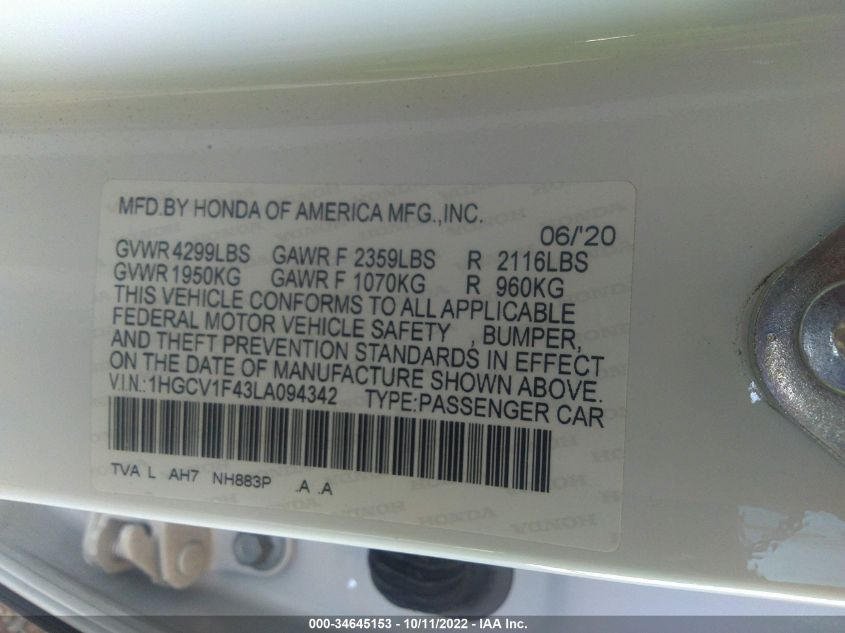 MFD.BY HONDA OF AMERICA MFG.,INC.
06/'20
GVWR 4299LBS GAWR F 2359LBS R 2116LBS
GVWR 1950KG GAWR F 1070KG R 960KG
THIS VEHICLE CONFORMS TO ALL APPLICABLE
FEDERAL MOTOR VEHICLE SAFETY , BUMPER,
AND THEFT PREVENTION STANDARDS IN EFFECT
ON THE DATE OF MANUFACTURE SHOWN ABOVE.
V.I.N.:1HGCV1F43LA094342 TYPE:PASSENGER CAR
TVA L AH7 NH883P .A .A
HONDA HONDA HONDA
000-34645153 - 10/11/2022 - IAA Inc.